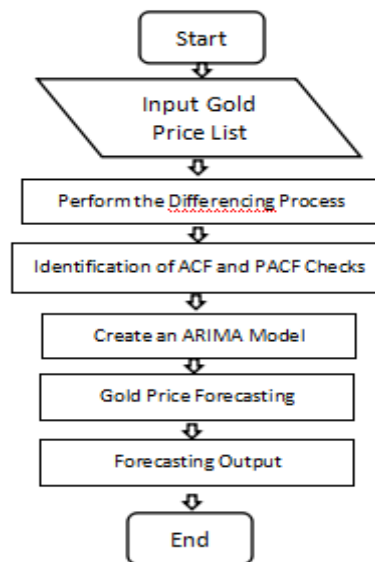 Start
Input Gold
Price List
Perform the Differencing Process
Identification of ACF and PACF Checks
Create an ARIMA Model
Gold Price Forecasting
Forecasting Output
End